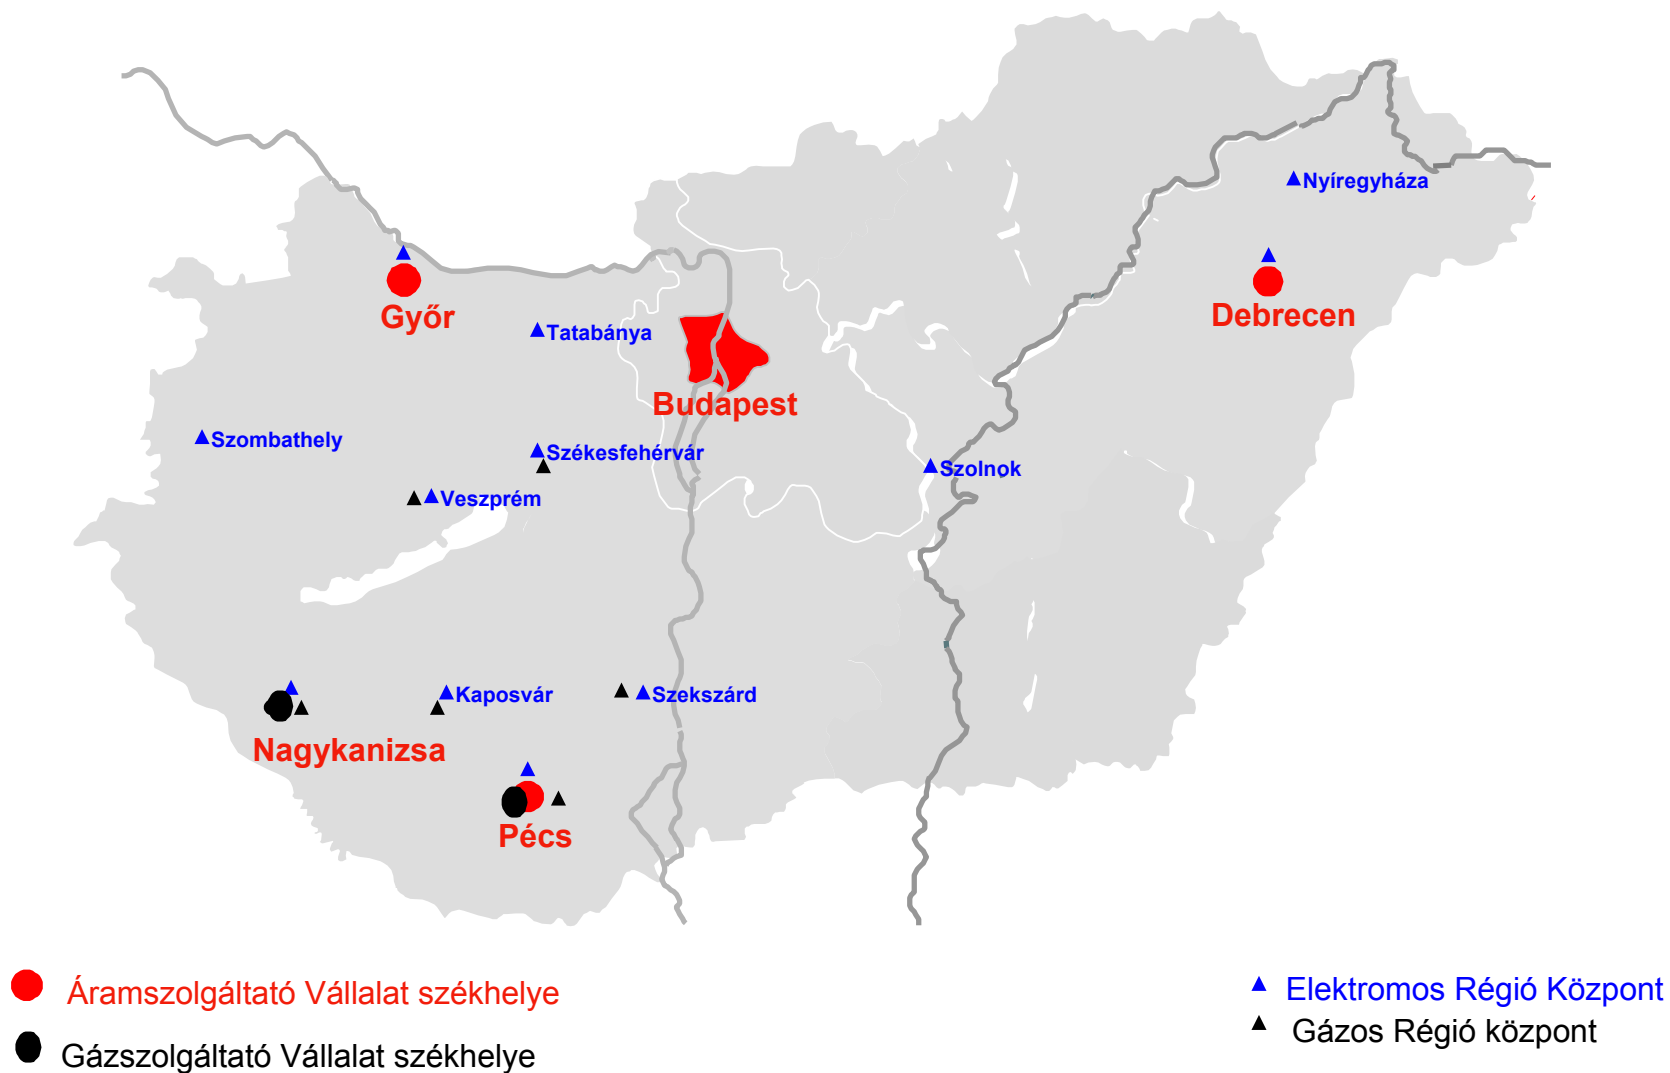 Nyíregyháza
Győr
Debrecen
Tatabánya
Budapest
Szombathely
Székesfehérvár
Szolnok
Veszprém
Kaposvár
Szekszárd
Nagykanizsa
Pécs
Áramszolgáltató Vállalat székhelye
Gázszolgáltató Vállalat székhelye
Elektromos Régió Központ
Gázos Régió központ